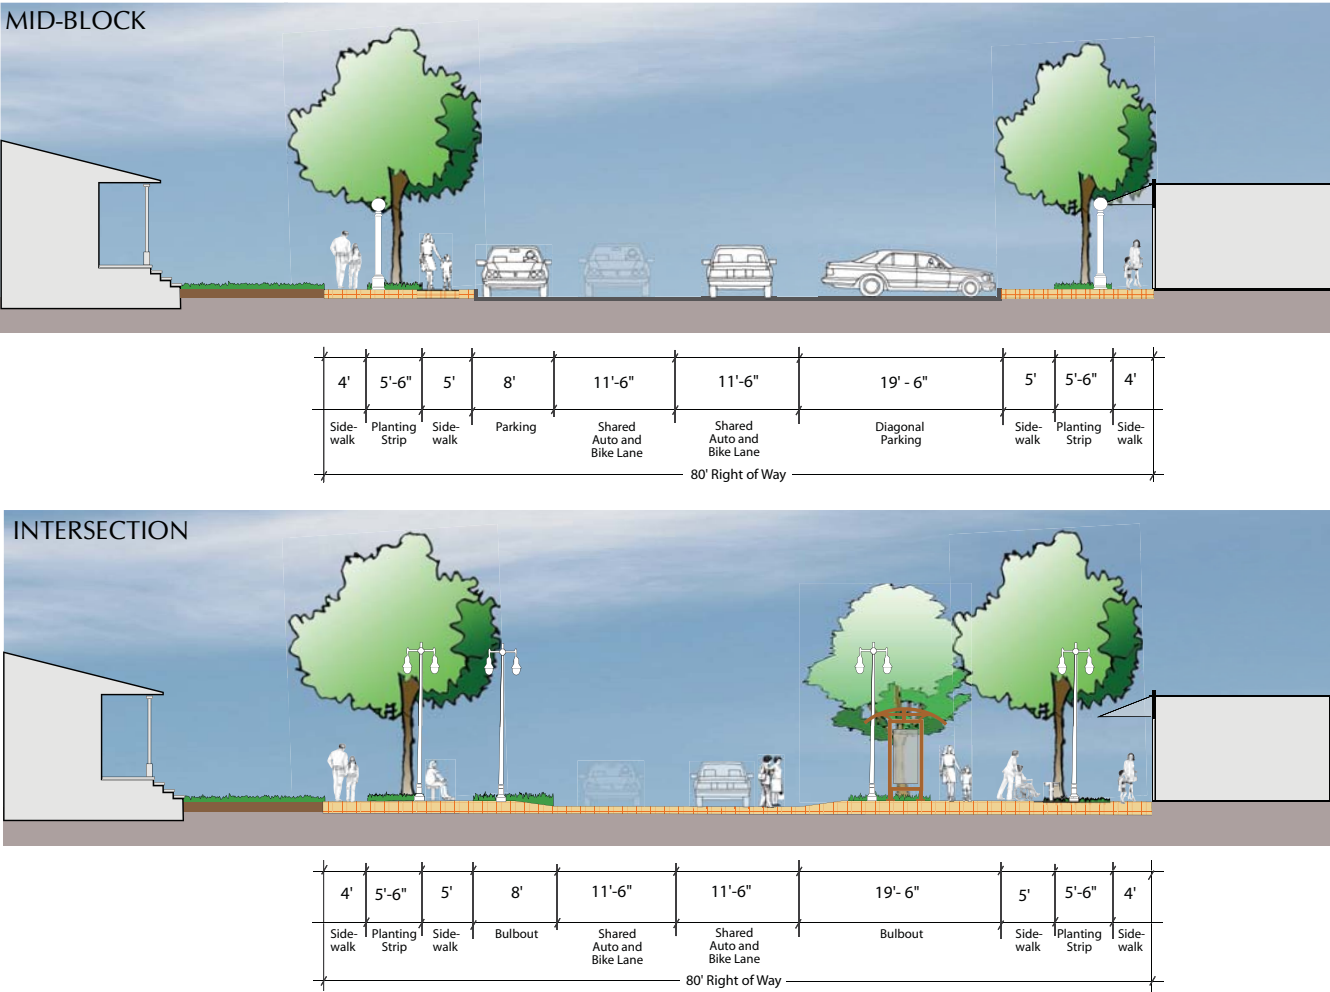 MID-BLOCK
4' 5'-6" 5' 8' 11'-6" 11'-6" 19' - 6" 5' 5'-6" 4'
Side-
walk
Planting
Strip
Side-
walk
Parking
Shared
Auto and
Bike Lane
Shared
Auto and
Bike Lane
Diagonal
Parking
Side-
walk
Planting
Strip
Side-
walk
80' Right of Way
INTERSECTION
4' 5'-6" 5' 8' 11'-6" 11'-6" 19'- 6" 5' 5'-6" 4'
Side-
walk
Planting
Strip
Side-
walk
Bulbout
Shared
Auto and
Bike Lane
Shared
Auto and
Bike Lane
Bulbout
Side-
walk
Planting
Strip
Side-
walk
80' Right of Way